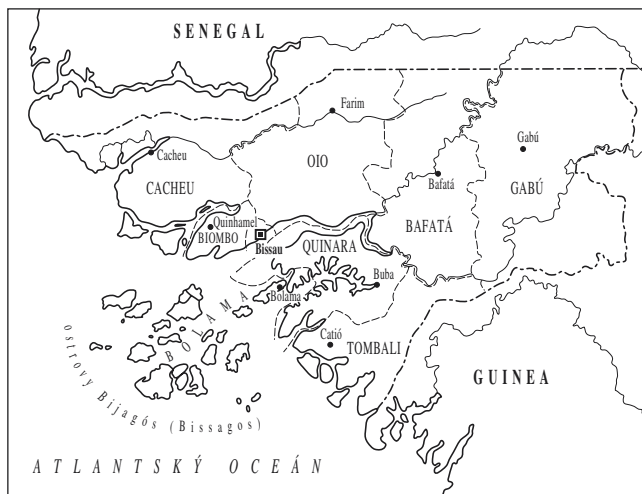 SENEGAL
Farim
Gabú
Cacheu
OIO
Bafatá
CACHEU
GABÚ
Quinhamel
BAFATÁ
BIOMBO
Bissau
QUINARA
Buba
Bolama
BOLAMA
Catió
TOMBALI
GUINEA
ostrovy Bijagós (Bissagos)
ATLANTSKÝ OCEÁN